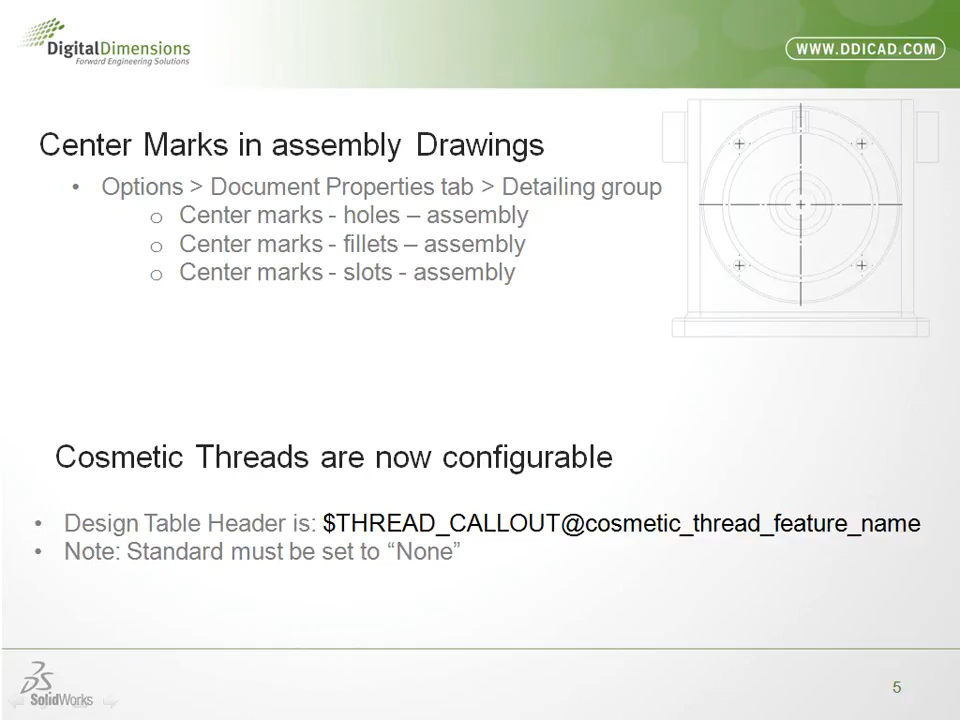 DigitalDimensions
Forward Engineering Solutions
WWW.DDICAD.COM
Center Marks in assembly Drawings
• Options > Document Properties tab > Detailing group
o Center marks - holes – assembly
o Center marks - fillets – assembly
o Center marks - slots - assembly
Cosmetic Threads are now configurable
• Design Table Header is: $THREAD_CALLOUT@cosmetic_thread_feature_name
• Note: Standard must be set to “None”
SolidWorks
5